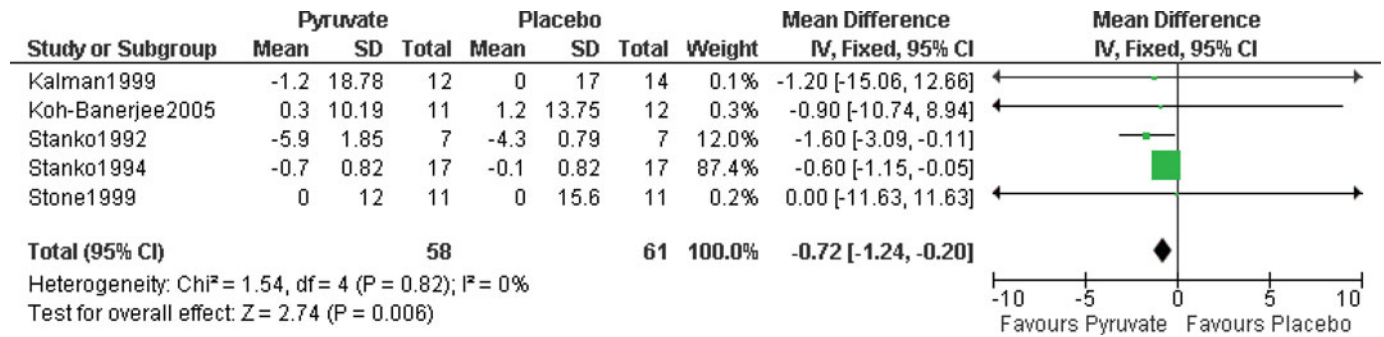 Pyruvate Placebo Mean Difference Mean Difference
Study or Subgroup Mean SD Total Mean SD Total Weight IV, Fixed, 95% CI IV, Fixed, 95% CI
Kalman1999 -1.2 18.78 12 0 17 14 0.1% -1.20 [-15.06, 12.66]
Koh-Banerjee2005 0.3 10.19 11 1.2 13.75 12 0.3% -0.90 [-10.74, 8.94]
Stanko1992 -5.9 1.85 7 -4.3 0.79 7 12.0% -1.60 [-3.09, -0.11]
Stanko1994 -0.7 0.82 17 -0.1 0.82 17 87.4% -0.60 [-1.15, -0.05]
Stone1999 0 12 11 0 15.6 11 0.2% 0.00 [-11.63, 11.63]
Total (95% CI) 58 61 100.0% -0.72 [-1.24, -0.20]
Heterogeneity: Chi² = 1.54, df = 4 (P = 0.82); I² = 0%
Test for overall effect: Z = 2.74 (P = 0.006)
-10 -5 0 5 10
Favours Pyruvate Favours Placebo